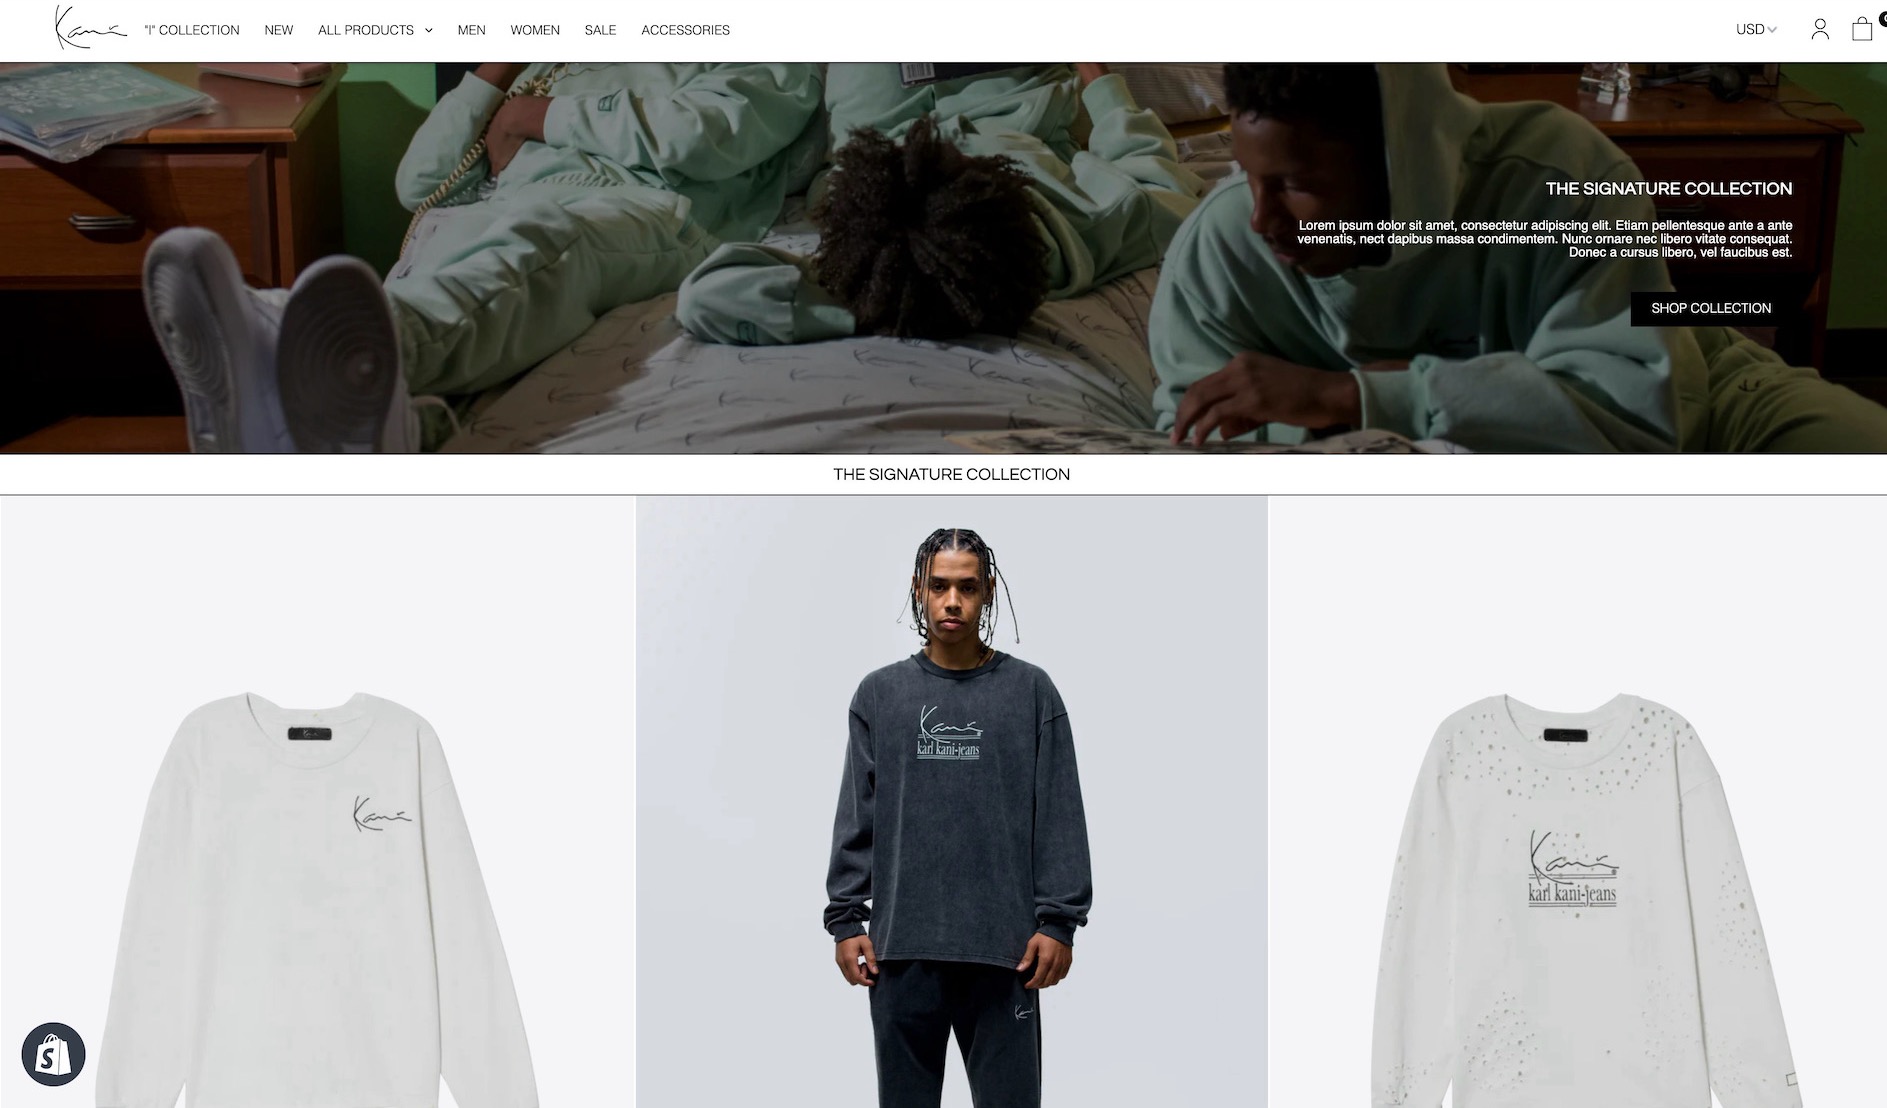 Kani
"I" COLLECTION
NEW
ALL PRODUCTS
MEN
WOMEN
SALE
ACCESSORIES
USD
THE SIGNATURE COLLECTION
Lorem ipsum dolor sit amet, consectetur adipiscing elit. Etiam pellentesque ante a ante
venenatis, nect dapibus massa condimentem. Nunc ornare nec libero vitate consequat.
Donec a cursus libero, vel faucibus est.
SHOP COLLECTION
THE SIGNATURE COLLECTION
Kani
Kani
karl kani-jeans
Kani
Kani
karl kani-jeans
S